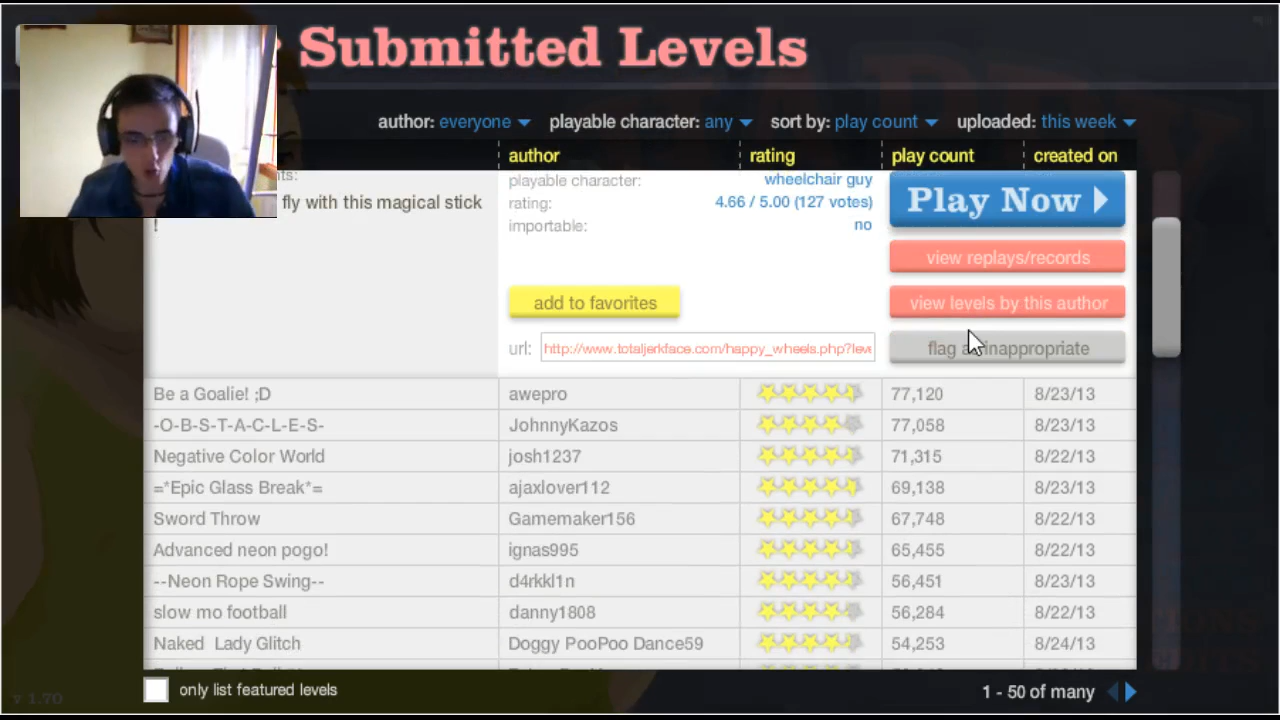 Submitted Levels
author: everyone playable character: any sort by: play count uploaded: this week
author rating play count created on
playable character: wheelchair guy
fly with this magical stick
!
rating: 4.66 / 5.00 (127 votes)
importable: no
Play Now
view replays/records
add to favorites
view levels by this author
url: http://www.totaljerkface.com/happy_wheels.php?leve
flag as inappropriate
Be a Goalie! ;D awepro 77,120 8/23/13
-O-B-S-T-A-C-L-E-S- JohnnyKazos 77,058 8/23/13
Negative Color World josh1237 71,315 8/22/13
=*Epic Glass Break*= ajaxlover112 69,138 8/23/13
Sword Throw Gamemaker156 67,748 8/22/13
Advanced neon pogo! ignas995 65,455 8/22/13
--Neon Rope Swing-- d4rkkl1n 56,451 8/23/13
slow mo football danny1808 56,284 8/22/13
Naked Lady Glitch Doggy PooPoo Dance59 54,253 8/24/13
only list featured levels
1 - 50 of many
v 1.70